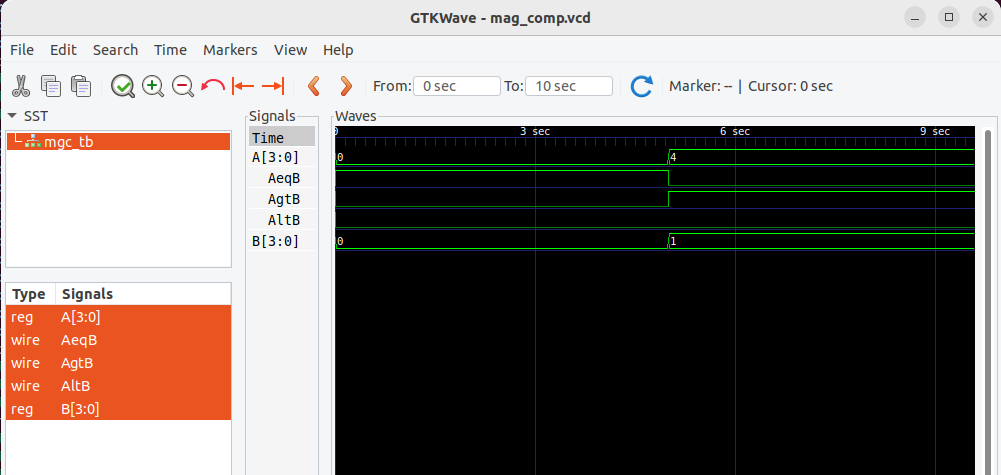 GTKWave - mag_comp.vcd
File Edit Search Time Markers View Help
From: 0 sec To: 10 sec Marker: -- | Cursor: 0 sec
SST
mgc_tb
Type Signals
reg A[3:0]
wire AeqB
wire AgtB
wire AltB
reg B[3:0]
Signals
Time
A[3:0]
AeqB
AgtB
AltB
B[3:0]
Waves
0 3 sec 6 sec 9 sec
0 4
0 1